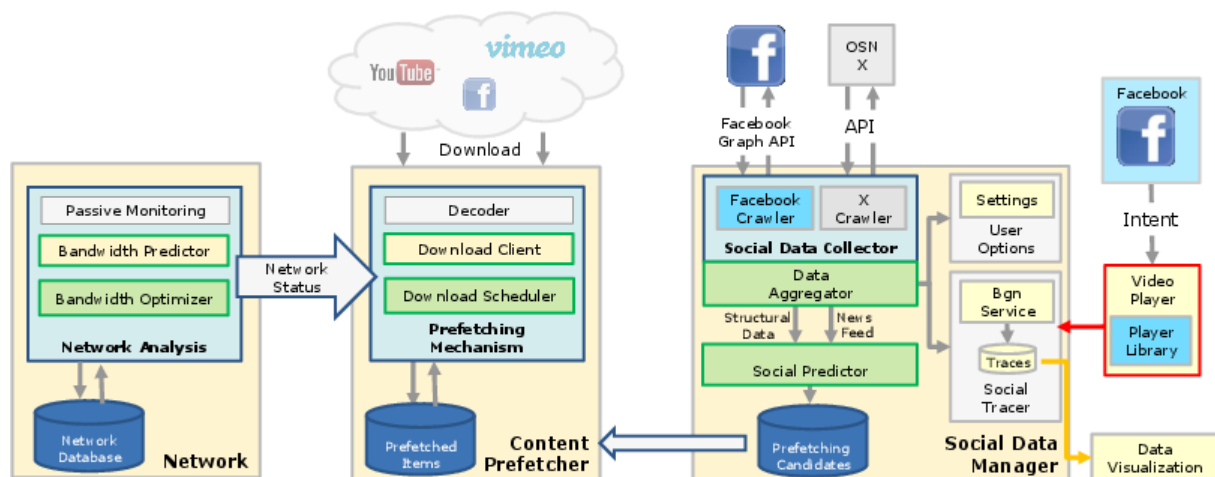 vimeo
YouTube
f
Download
f
OSN
X
Facebook
Graph API
API
Facebook
f
Intent
Passive Monitoring
Bandwidth Predictor
Bandwidth Optimizer
Network Analysis
Network
Database
Network
Network
Status
Decoder
Download Client
Download Scheduler
Prefetching
Mechanism
Prefetched
Items
Content
Prefetcher
Facebook
Crawler
X
Crawler
Social Data Collector
Data
Aggregator
Structural
Data
News
Feed
Social Predictor
Prefetching
Candidates
Settings
User
Options
Bgn
Service
Traces
Social
Tracer
Social Data
Manager
Video
Player
Player
Library
Data
Visualization